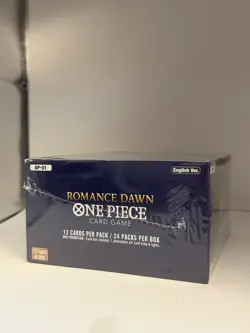 OP-01
English Ver.
ROMANCE DAWN
ONE PIECE
CARD GAME
12 CARDS PER PACK / 24 PACKS PER BOX